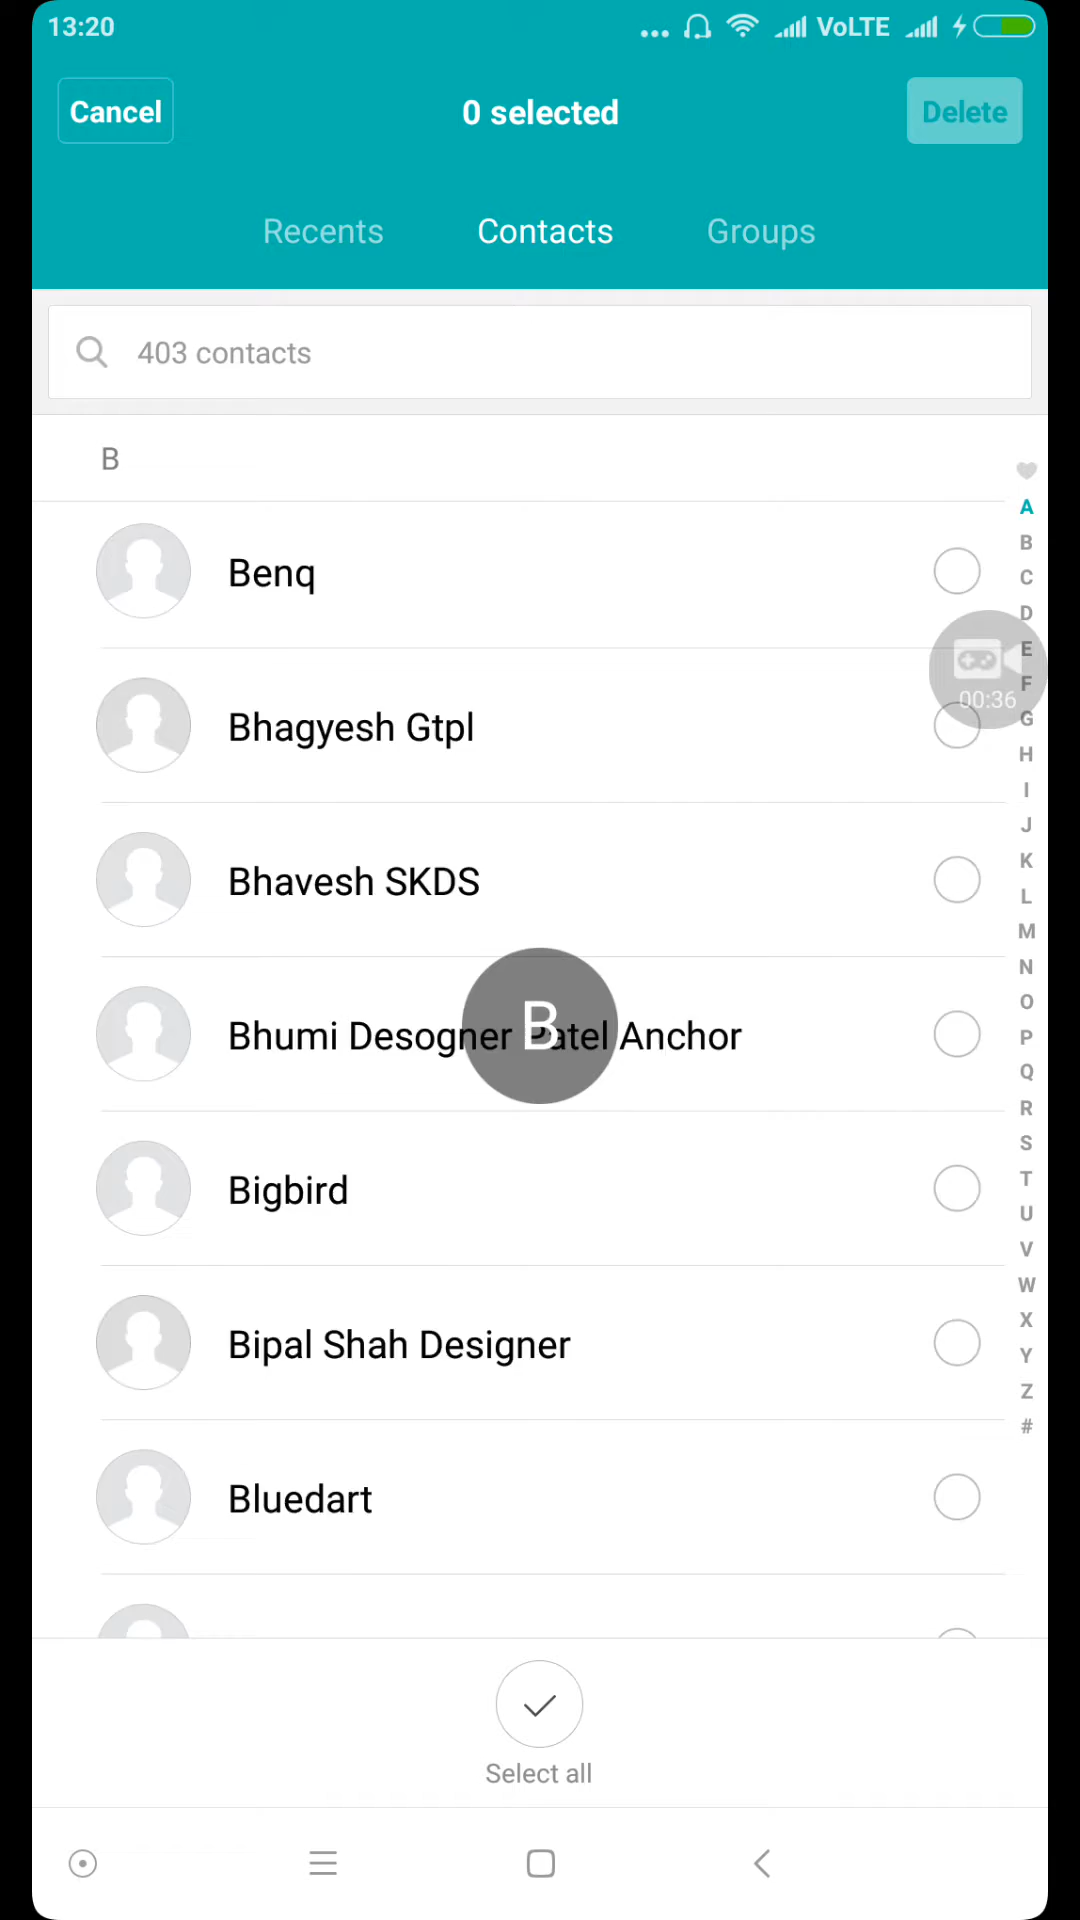 13:20 ... VoLTE
Cancel 0 selected Delete
Recents Contacts Groups
403 contacts
B
Benq
Bhagyesh Gtpl
Bhavesh SKDS
Bhumi Desogner Patel Anchor
B
Bigbird
Bipal Shah Designer
Bluedart
00:36
A
B
C
D
E
F
G
H
I
J
K
L
M
N
O
P
Q
R
S
T
U
V
W
X
Y
Z
#
Select all